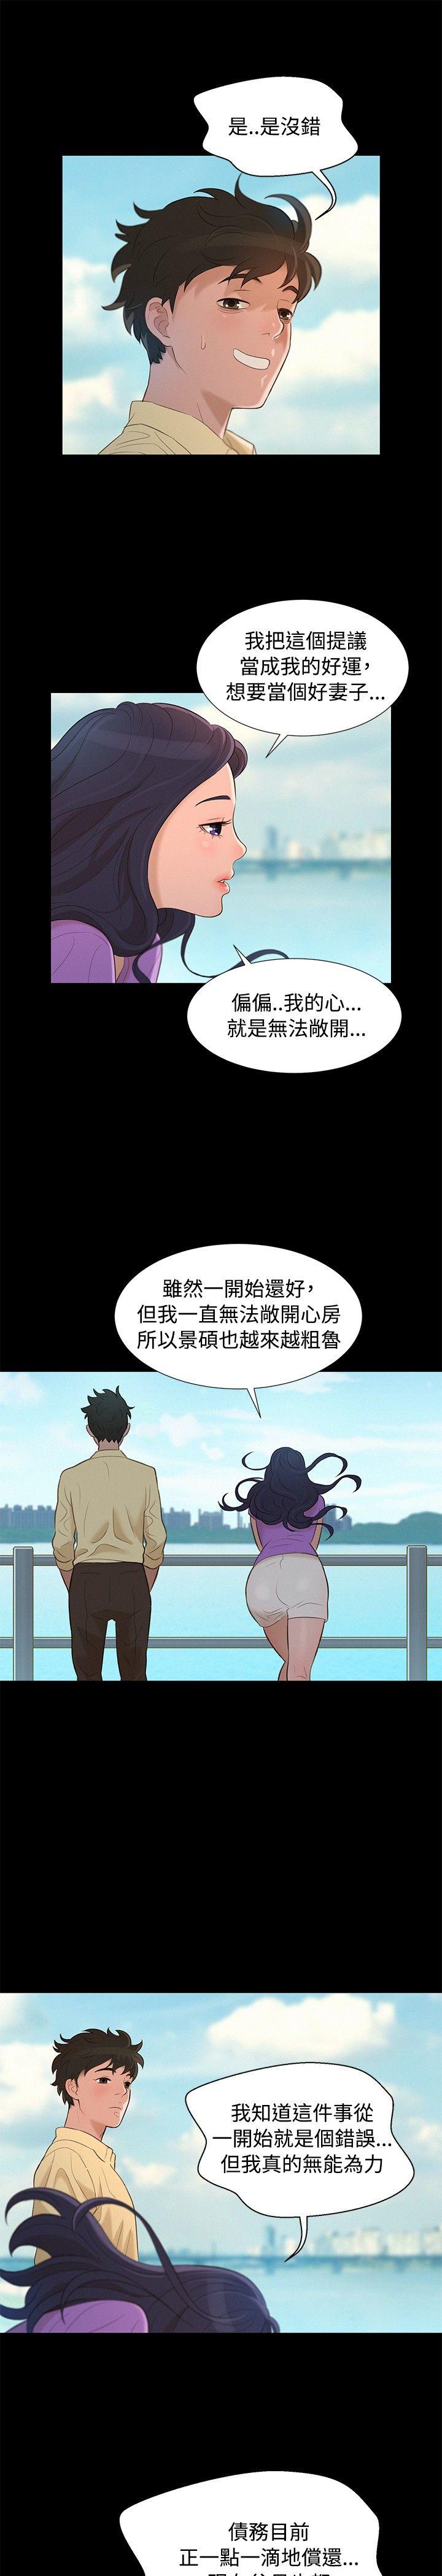 是..是沒錯
我把這個提議
當成我的好運,
想要當個好妻子...
偏偏..我的心...
就是無法敞開...
雖然一開始還好,
但我一直無法敞開心房
所以景碩也越來越粗魯
我知道這件事從
一開始就是個錯誤...
但我真的無能為力
債務目前
正一點一滴地償還...